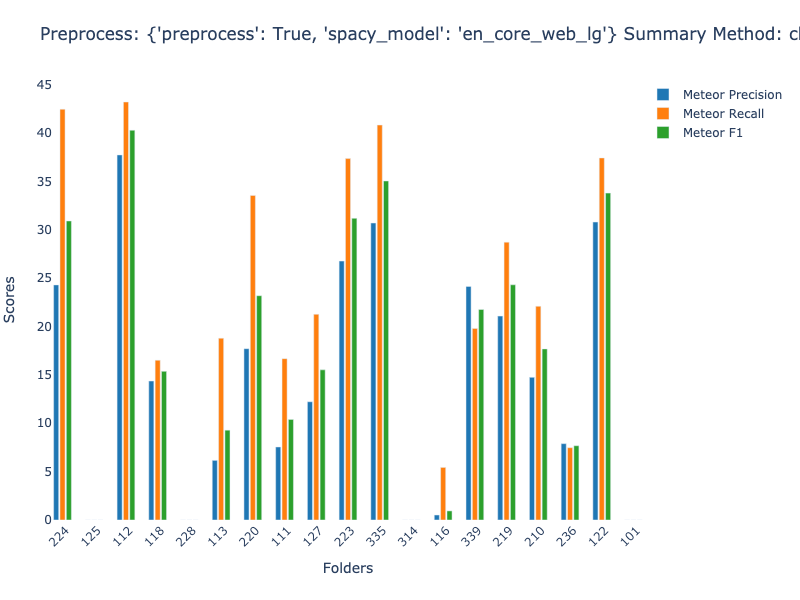 Preprocess: {'preprocess': True, 'spacy_model': 'en_core_web_lg'} Summary Method:
45
40
35
30
25
20
15
10
5
0
Scores
224 125 112 118 228 113 220 111 127 223 335 314 116 339 219 210 236 122 101
Folders
Meteor Precision
Meteor Recall
Meteor F1